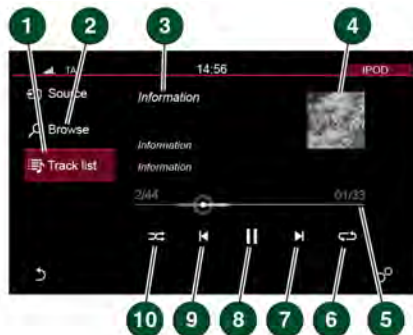 1 2 3 4
TA 14:56 IPOD
Source Information
Browse
Information
Track list Information
2/44 01/33
10 9 8 7 6 5